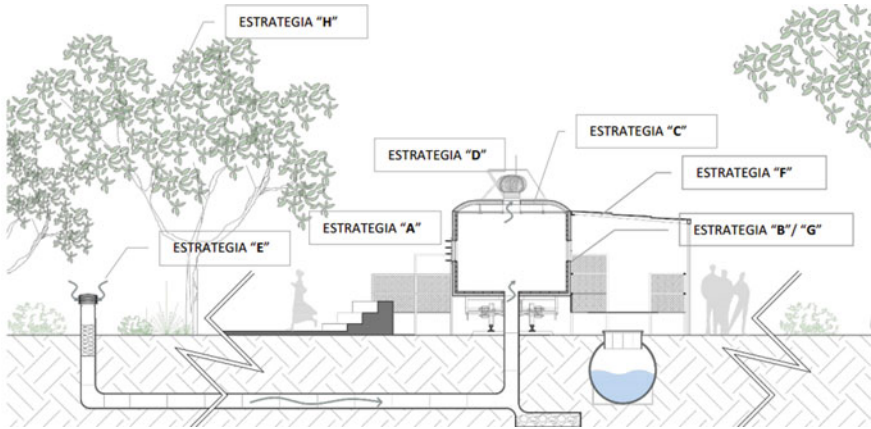 ESTRATEGIA “H”
ESTRATEGIA “C”
ESTRATEGIA “D”
ESTRATEGIA “F”
ESTRATEGIA “A”
ESTRATEGIA “B”/ “G”
ESTRATEGIA “E”